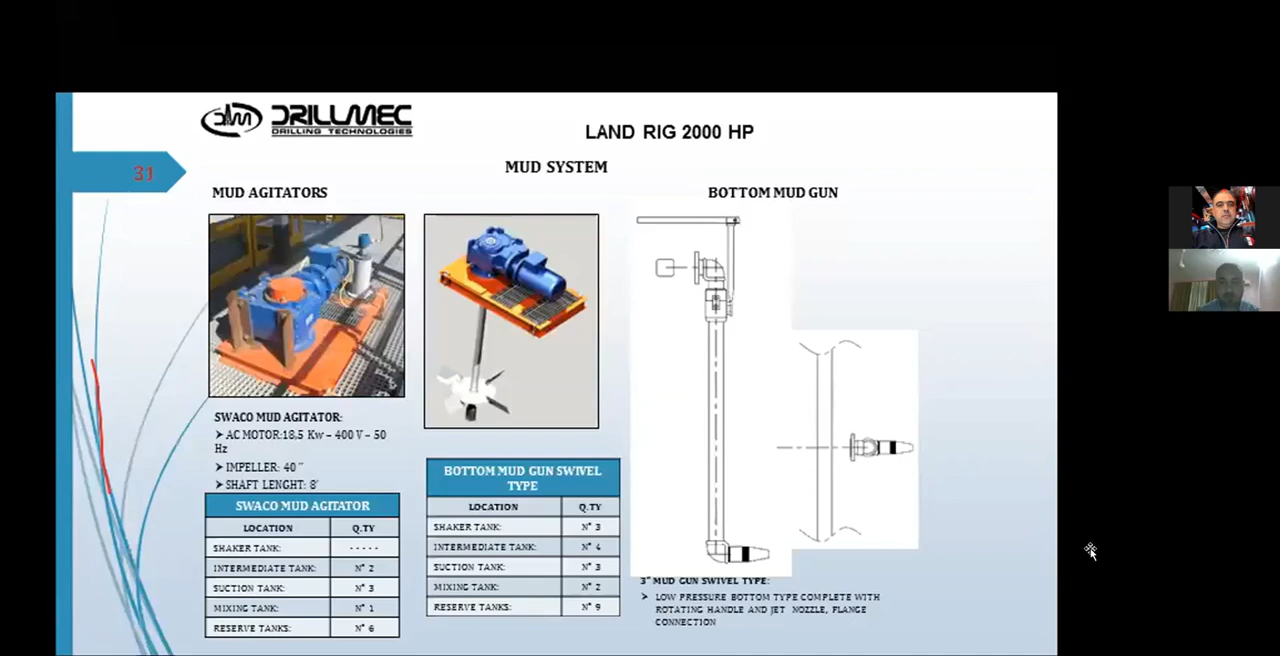 DRILLMEC
DRILLING TECHNOLOGIES
LAND RIG 2000 HP
31
MUD SYSTEM
MUD AGITATORS
BOTTOM MUD GUN
SWACO MUD AGITATOR:
➤ AC MOTOR:18,5 Kw – 400 V – 50
Hz
➤ IMPELLER: 40"
➤ SHAFT LENGHT: 8'
SWACO MUD AGITATOR
LOCATION Q.TY
SHAKER TANK: -----
INTERMEDIATE TANK: N° 2
SUCTION TANK: N° 3
MIXING TANK: N° 1
RESERVE TANKS: N° 6
BOTTOM MUD GUN SWIVEL
TYPE
LOCATION Q.TY
SHAKER TANK: N° 3
INTERMEDIATE TANK: N° 4
SUCTION TANK: N° 3
MIXING TANK: N° 2
RESERVE TANKS: N° 9
3" MUD GUN SWIVEL TYPE:
➤ LOW PRESSURE BOTTOM TYPE COMPLETE WITH
ROTATING HANDLE AND JET NOZZLE, FLANGE
CONNECTION